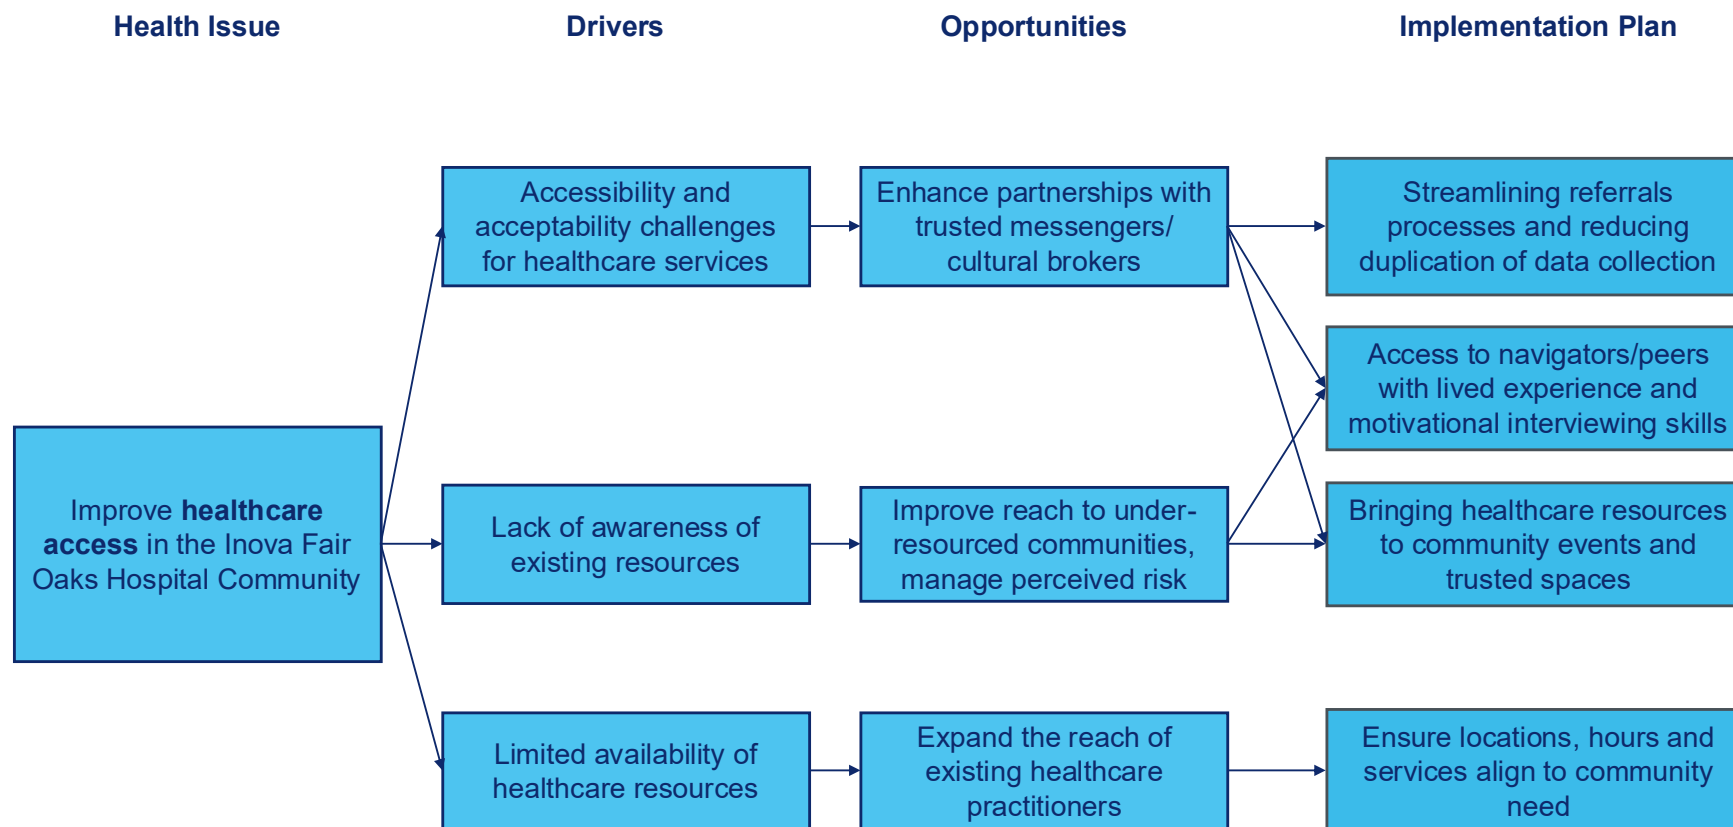 Health Issue
Drivers
Opportunities
Implementation Plan
Improve healthcare
access in the Inova Fair
Oaks Hospital Community
Accessibility and
acceptability challenges
for healthcare services
Lack of awareness of
existing resources
Limited availability of
healthcare resources
Enhance partnerships with
trusted messengers/
cultural brokers
Improve reach to under-
resourced communities,
manage perceived risk
Expand the reach of
existing healthcare
practitioners
Streamlining referrals
processes and reducing
duplication of data collection
Access to navigators/peers
with lived experience and
motivational interviewing skills
Bringing healthcare resources
to community events and
trusted spaces
Ensure locations, hours and
services align to community
need